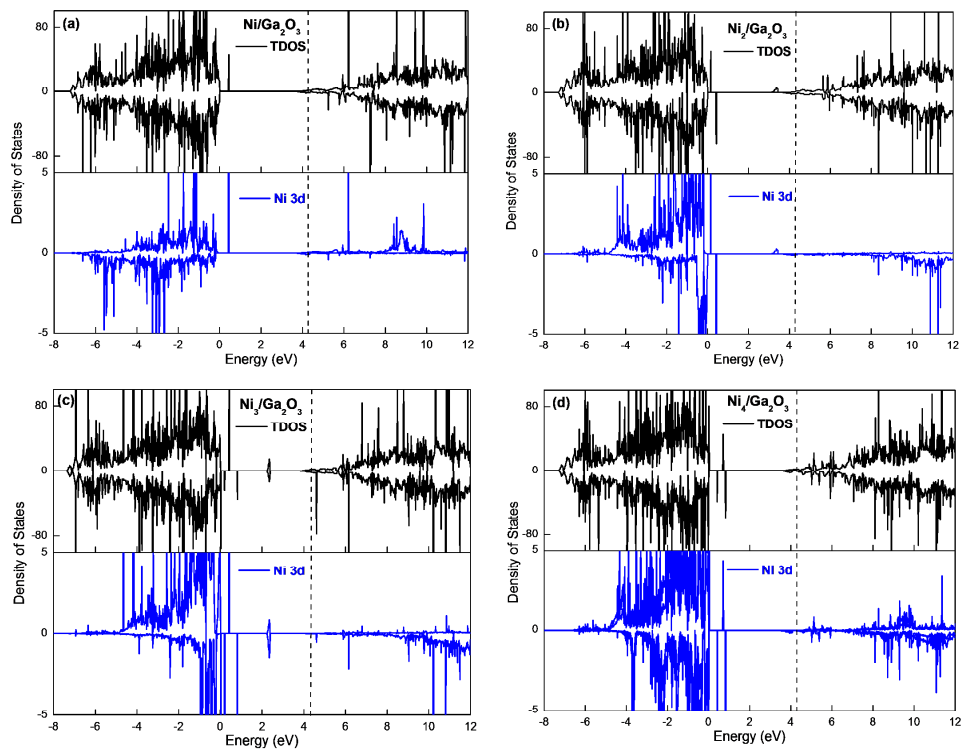 (a)
Ni/Ga₂O₃
TDOS
80
0
-80
5
Ni 3d
0
-5
Density of Statas
-8 -6 -4 -2 0 2 4 6 8 10 12
Energy (eV)
(b)
Ni₂/Ga₂O₃
TDOS
80
0
-80
5
Ni 3d
0
-5
Density of States
-8 -6 -4 -2 0 2 4 6 8 10 12
Energy (eV)
(c)
Ni₃/Ga₂O₃
TDOS
80
0
-80
5
Ni 3d
0
-5
Density of States
-8 -6 -4 -2 0 2 4 6 8 10 12
Energy (eV)
(d)
Ni₄/Ga₂O₃
TDOS
80
0
-80
5
NI 3d
0
-5
Density of States
-8 -6 -4 -2 0 2 4 6 8 10 12
Energy (eV)